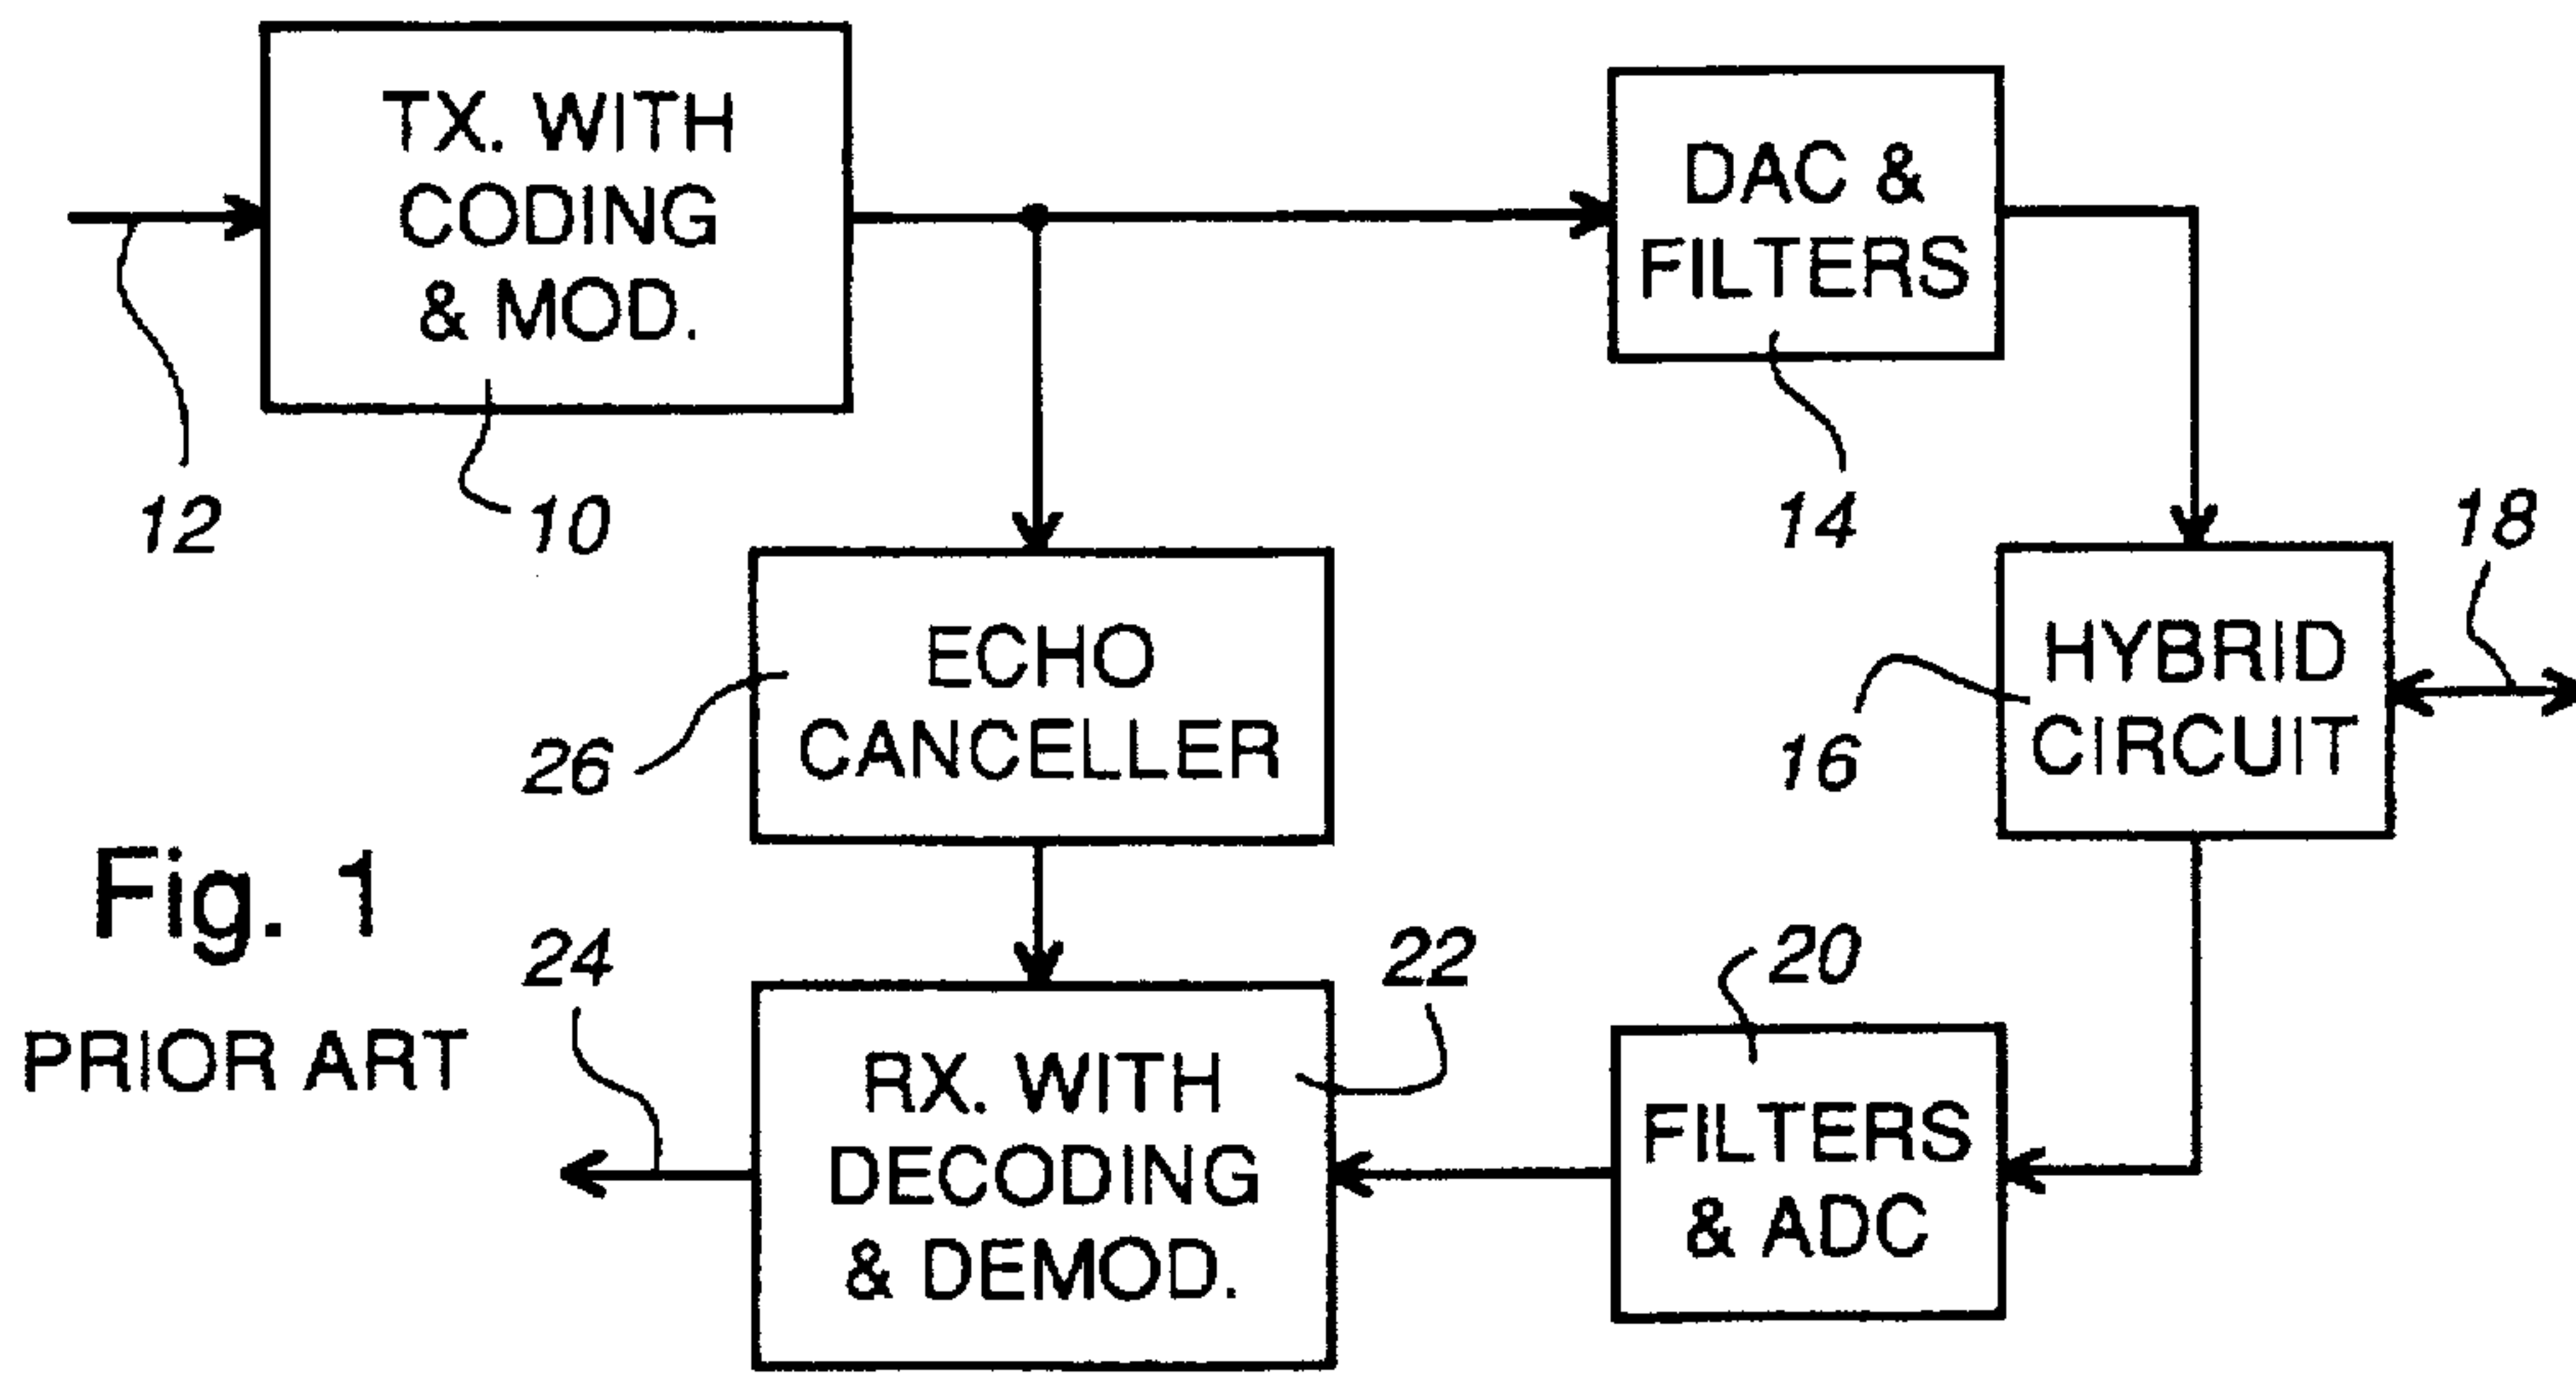 TX. WITH
CODING
& MOD.
DAC &
FILTERS
12
10
14
18
ECHO
CANCELLER
HYBRID
CIRCUIT
26
16
Fig. 1
PRIOR ART
24
22
20
RX. WITH
DECODING
& DEMOD.
FILTERS
& ADC